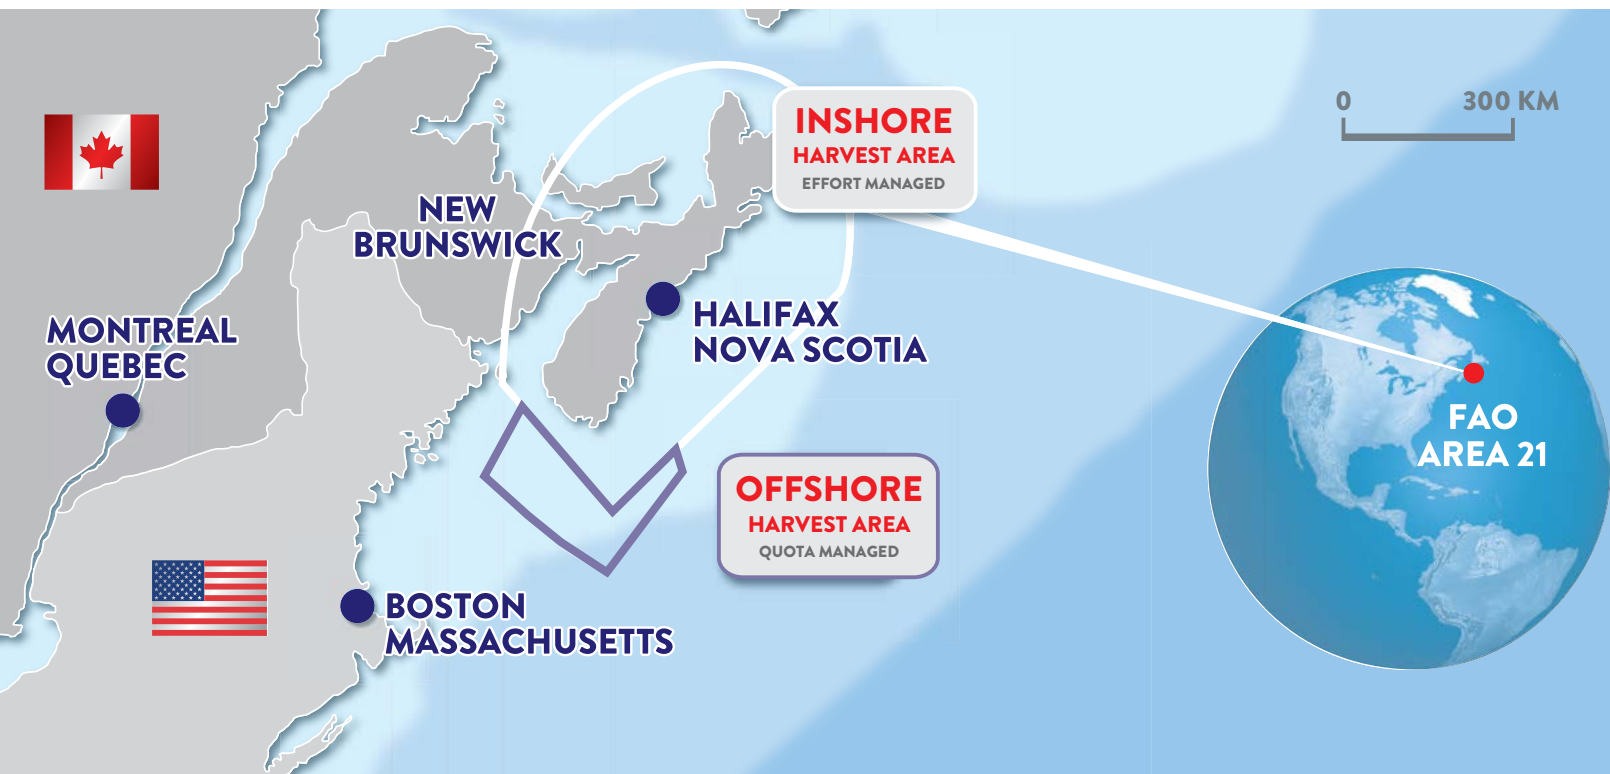 INSHORE
HARVEST AREA
EFFORT MANAGED
0 300 KM
NEW
BRUNSWICK
MONTREAL
QUEBEC
HALIFAX
NOVA SCOTIA
FAO
AREA 21
OFFSHORE
HARVEST AREA
QUOTA MANAGED
BOSTON
MASSACHUSETTS